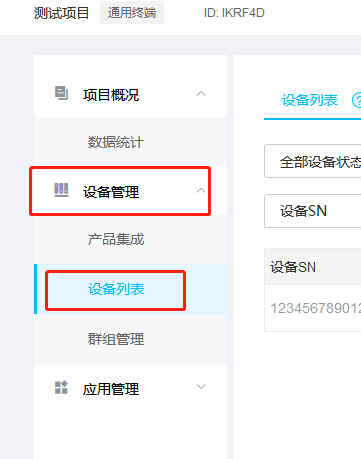 测试项目 通用终端 ID: IKRF4D
项目概况
数据统计
设备管理
产品集成
设备列表
群组管理
应用管理
设备列表 ?
全部设备状态
设备SN
设备SN
123456789012